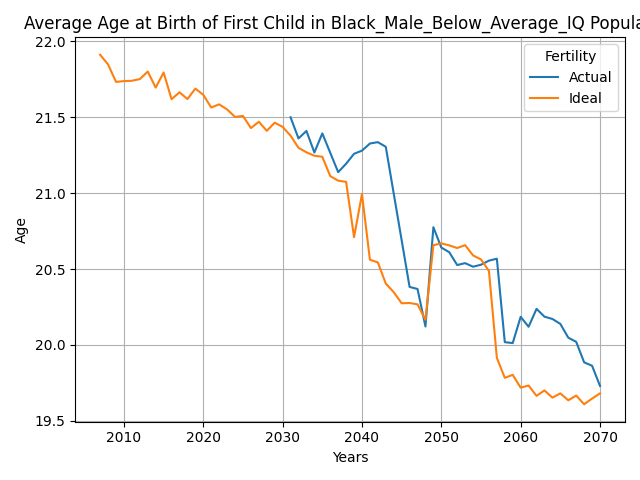 Average Age at Birth of First Child in Black_Male_Below_Average_IQ Popula
22.0
21.5
21.0
20.5
20.0
19.5
Age
Fertility
Actual
Ideal
2010 2020 2030 2040 2050 2060 2070
Years